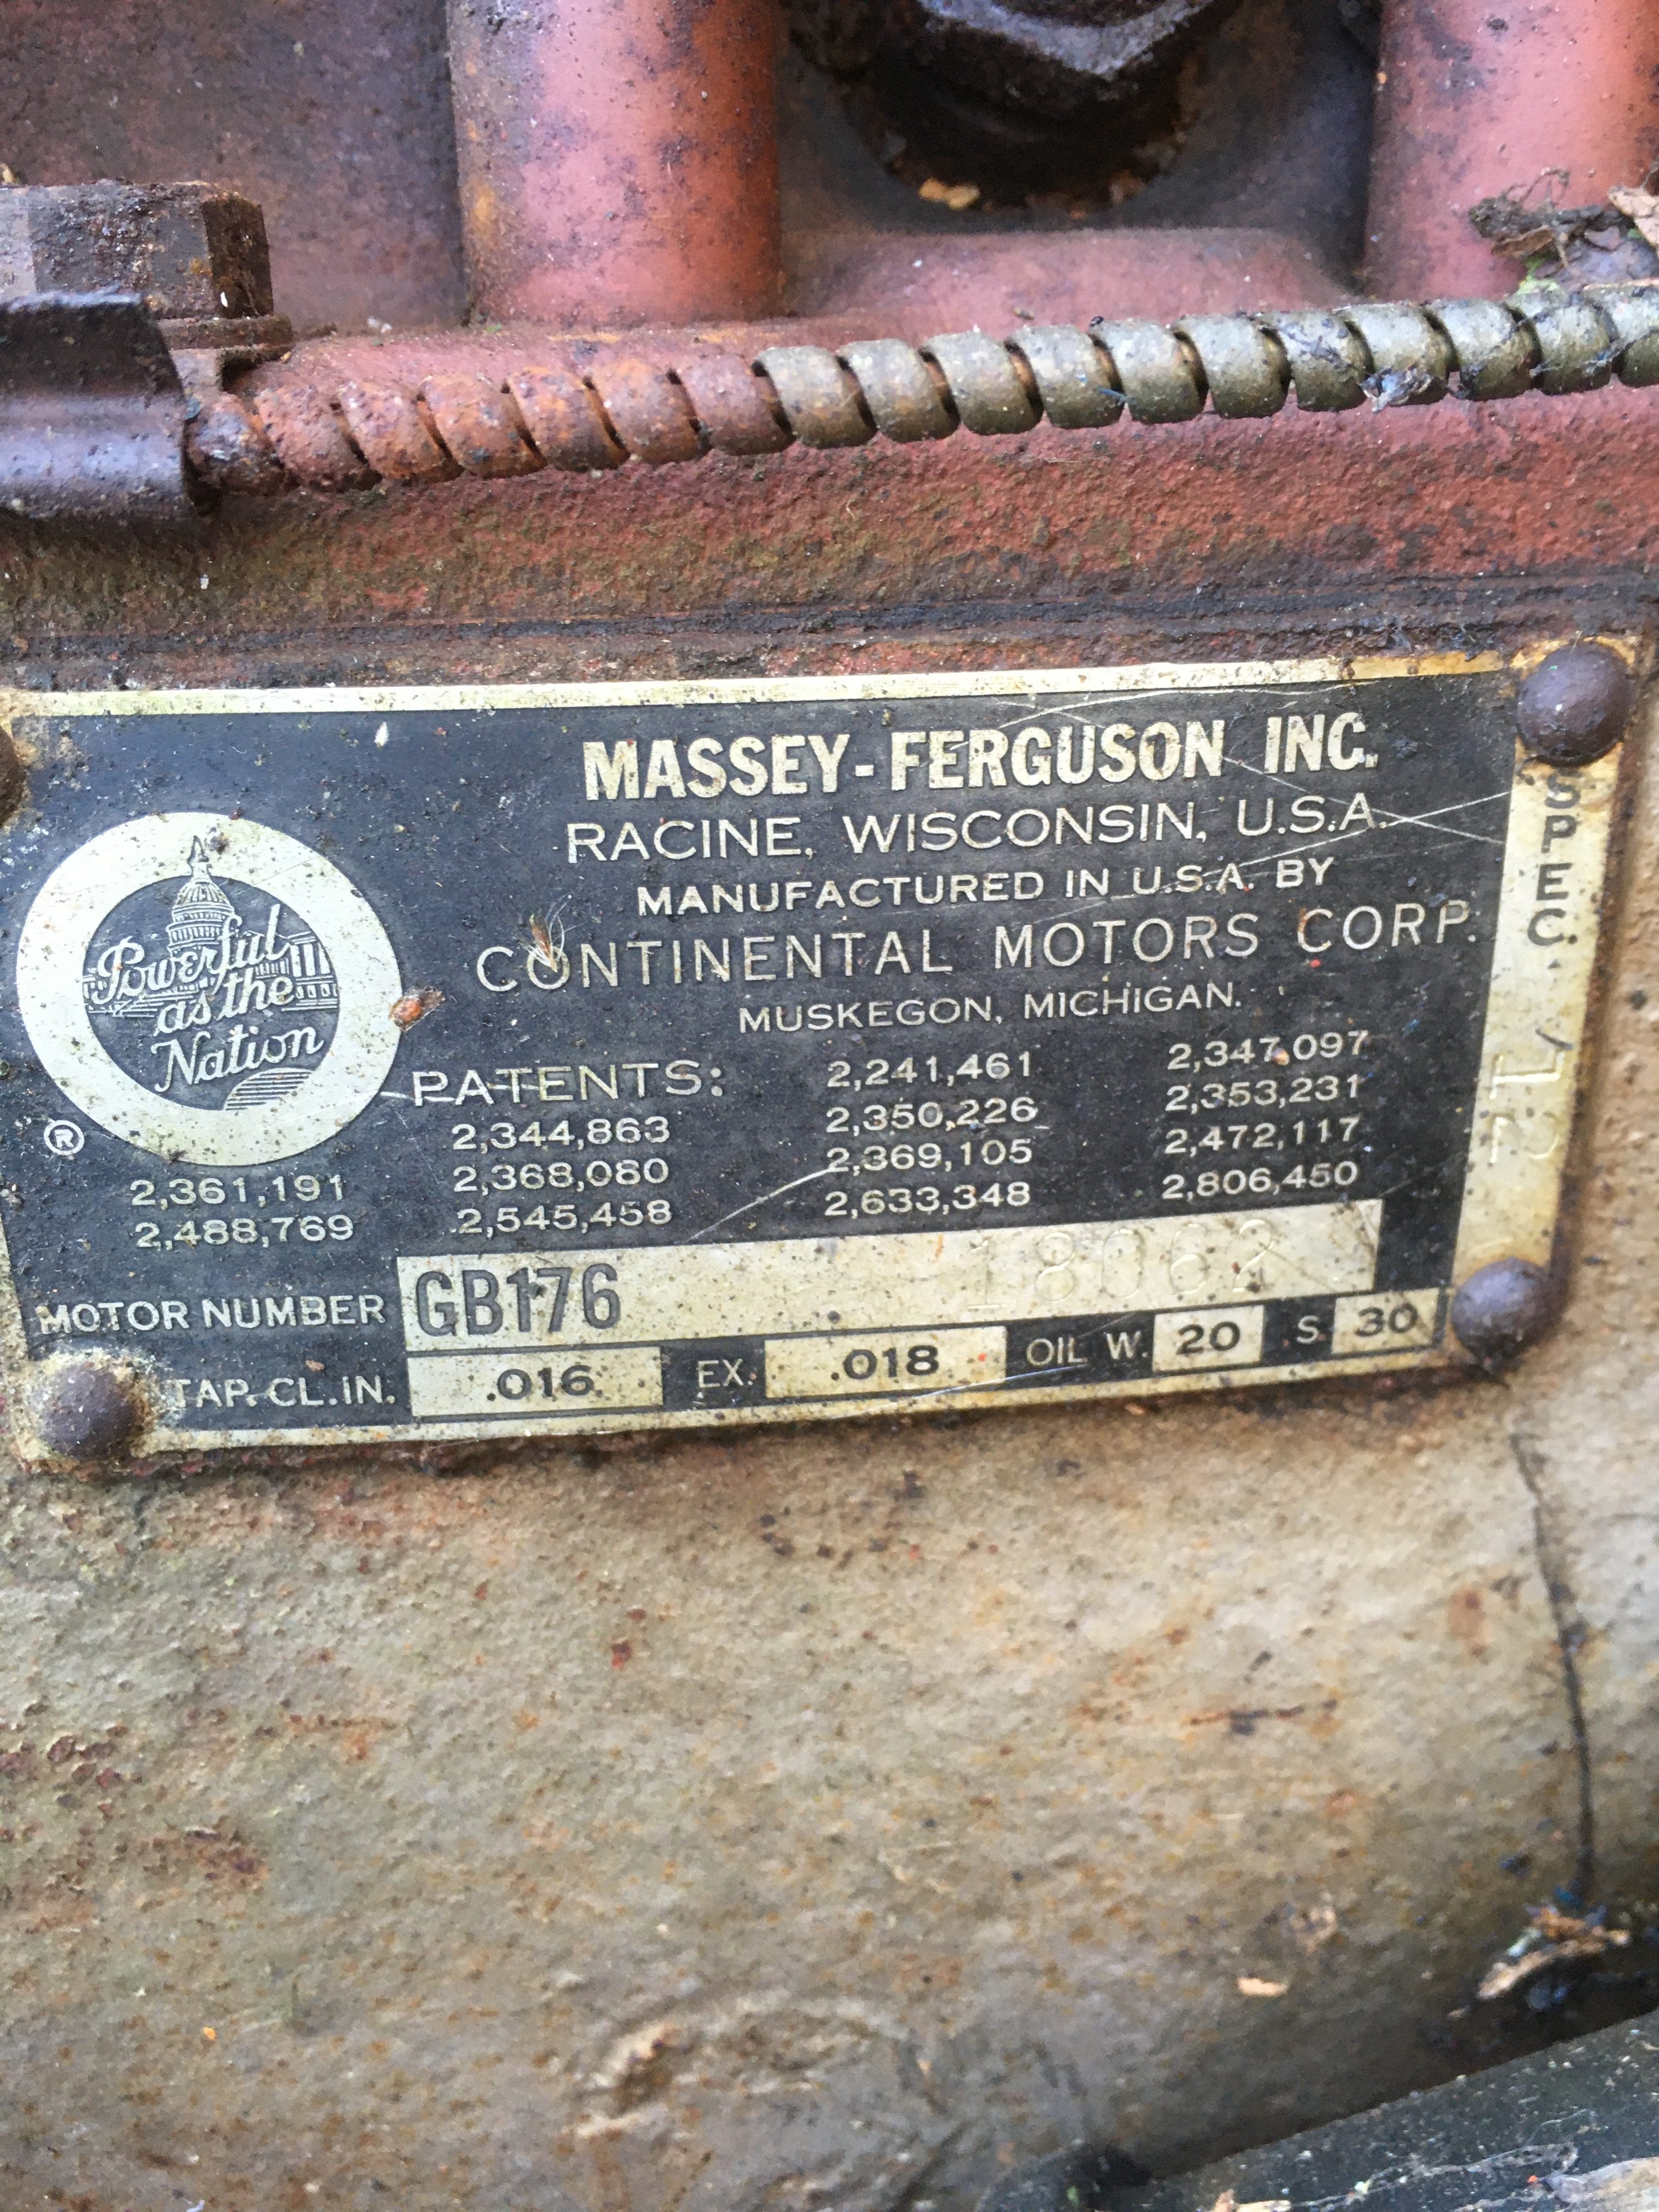 MASSEY-FERGUSON INC.
RACINE, WISCONSIN, U.S.A.
MANUFACTURED IN U.S.A. BY
CONTINENTAL MOTORS CORP.
MUSKEGON, MICHIGAN.
Powerful
as the
Nation
®
PATENTS: 2,241,461 2,347,097
2,344,863 2,350,226 2,353,231
2,361,191 2,368,080 2,369,105 2,472,117
2,488,769 2,545,458 2,633,348 2,806,450
MOTOR NUMBER GB176 18062
TAP. CL. IN. .016 EX. .018 OIL W. 20 S 30
SPEC.